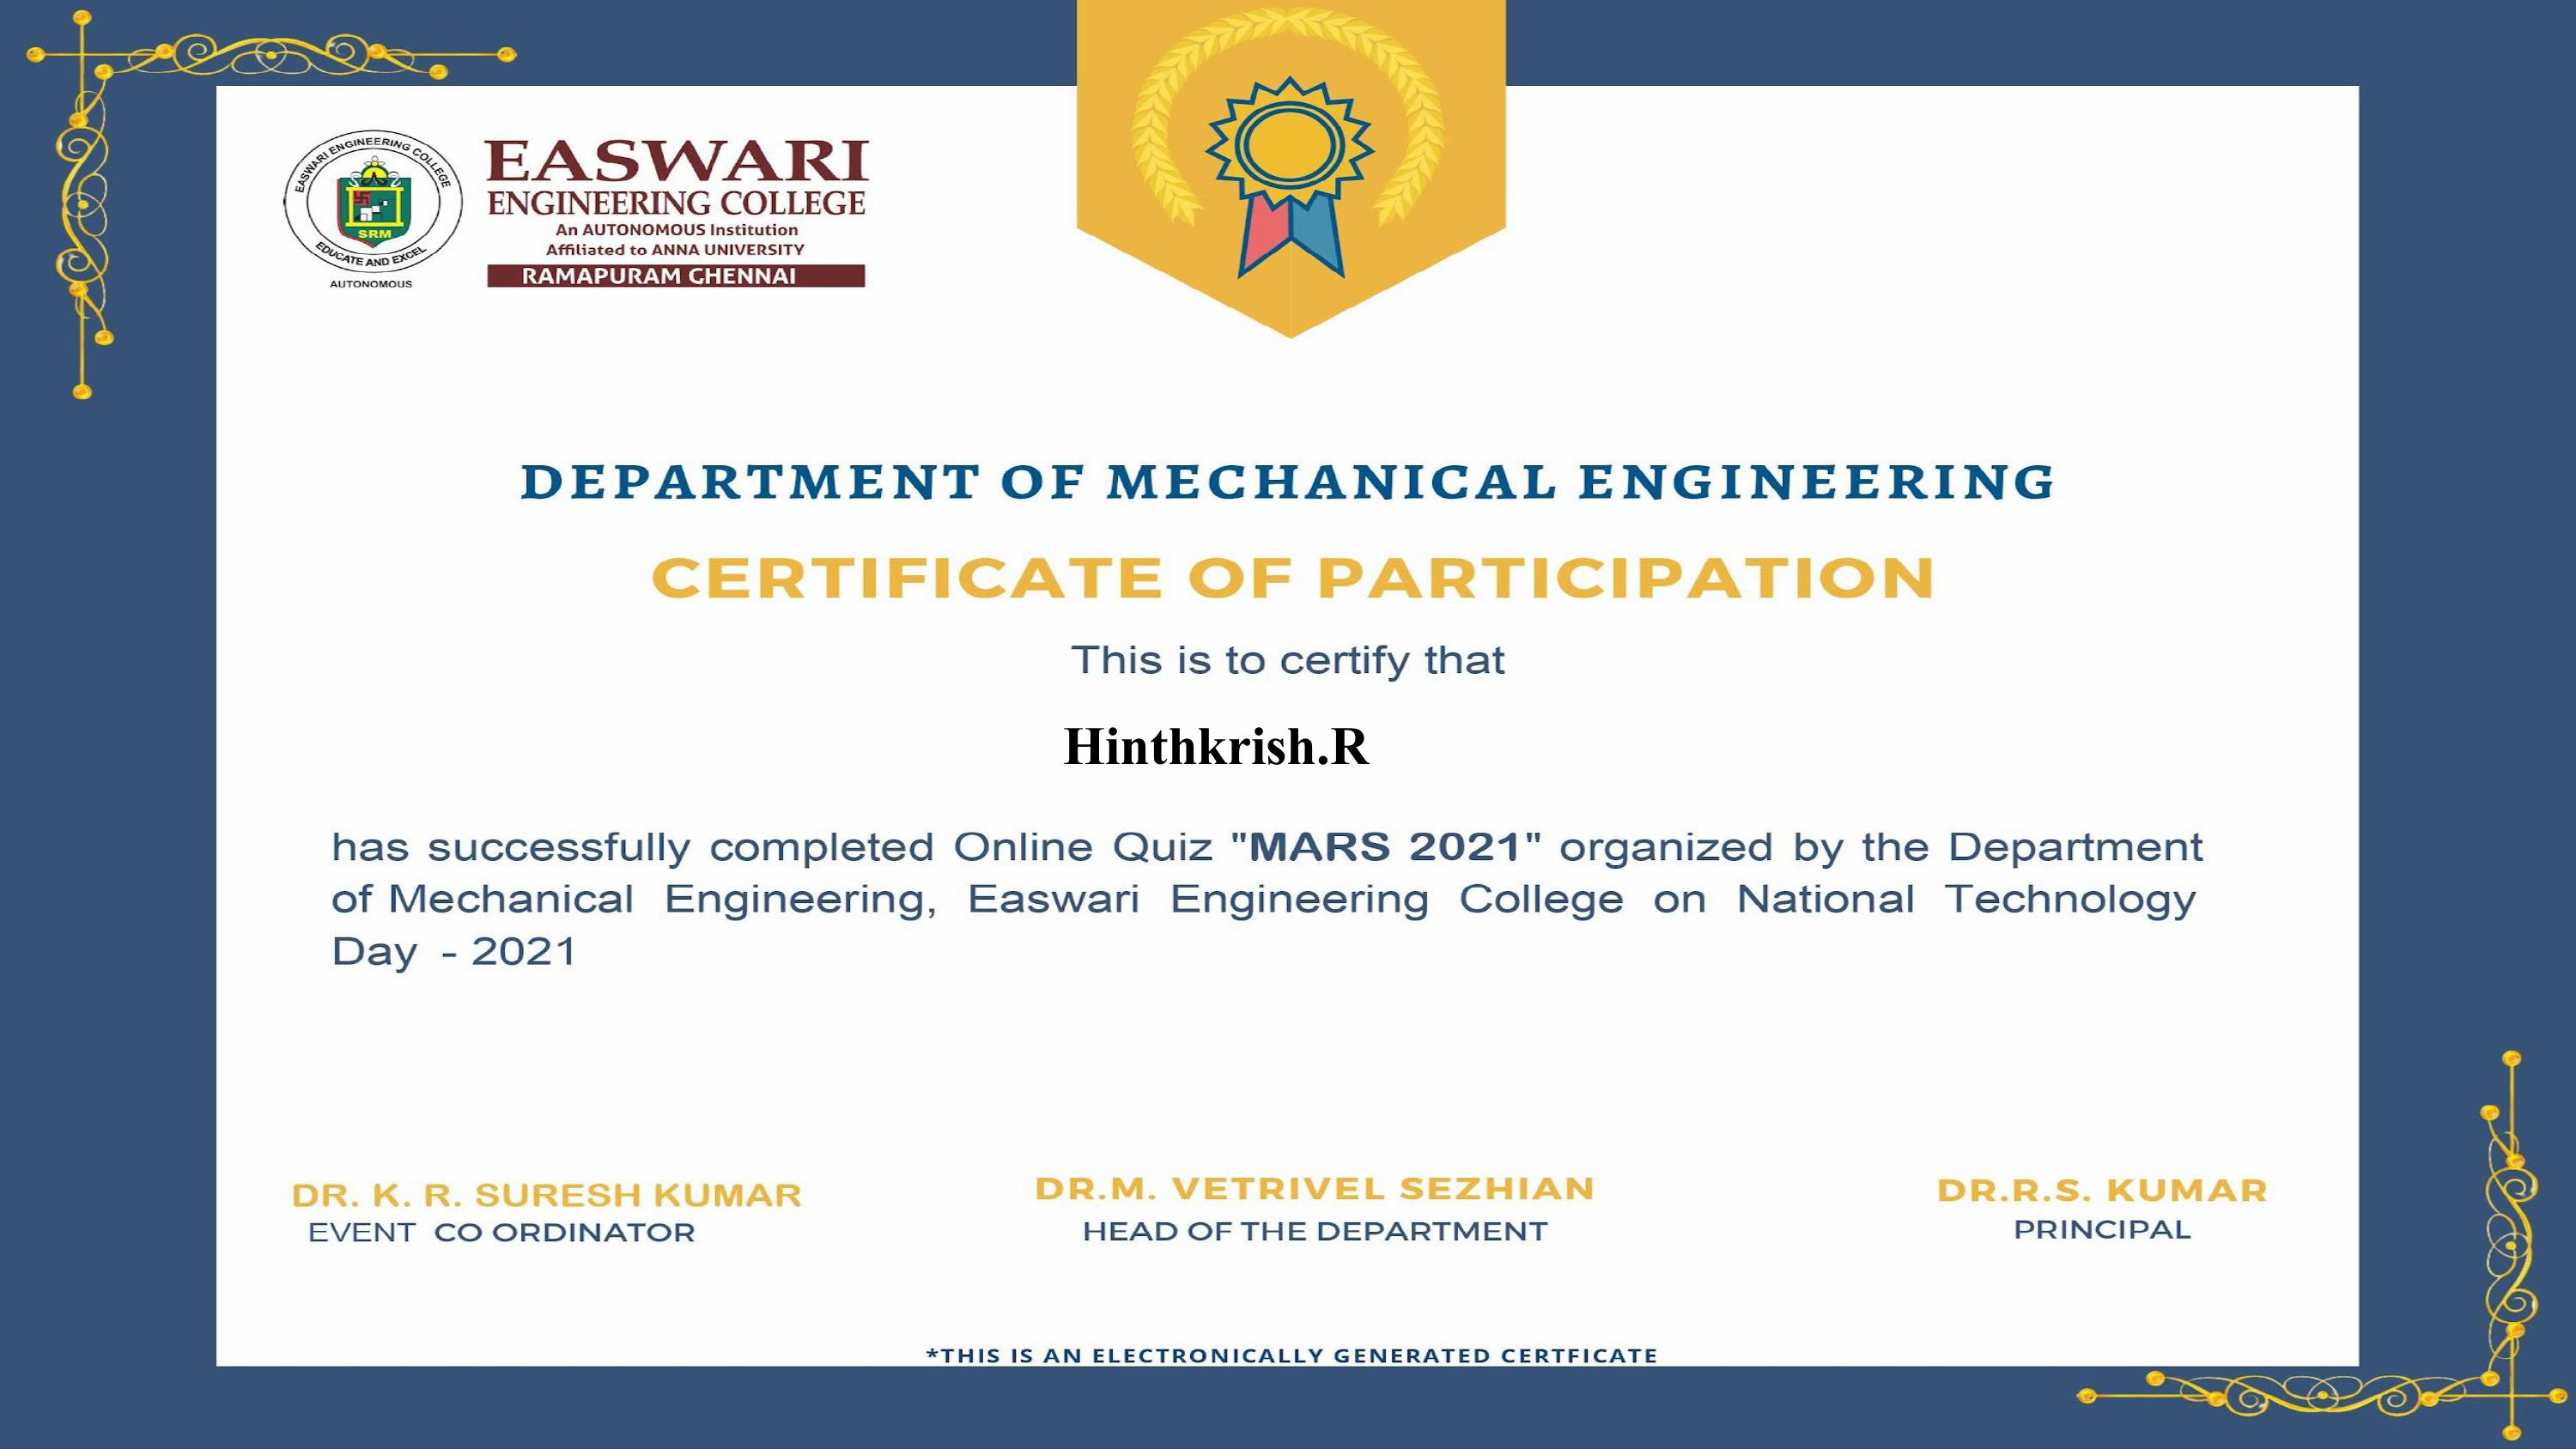 EASWARI ENGINEERING COLLEGE
SRM
EDUCATE AND EXCEL
AUTONOMOUS
EASWARI
ENGINEERING COLLEGE
An AUTONOMOUS Institution
Affiliated to ANNA UNIVERSITY
RAMAPURAM CHENNAI
DEPARTMENT OF MECHANICAL ENGINEERING
CERTIFICATE OF PARTICIPATION
This is to certify that
Hinthkrish.R
has successfully completed Online Quiz "MARS 2021" organized by the Department
of Mechanical Engineering, Easwari Engineering College on National Technology
Day - 2021
DR. K. R. SURESH KUMAR
EVENT CO ORDINATOR
DR.M. VETRIVEL SEZHIAN
HEAD OF THE DEPARTMENT
DR.R.S. KUMAR
PRINCIPAL
*THIS IS AN ELECTRONICALLY GENERATED CERTFICATE